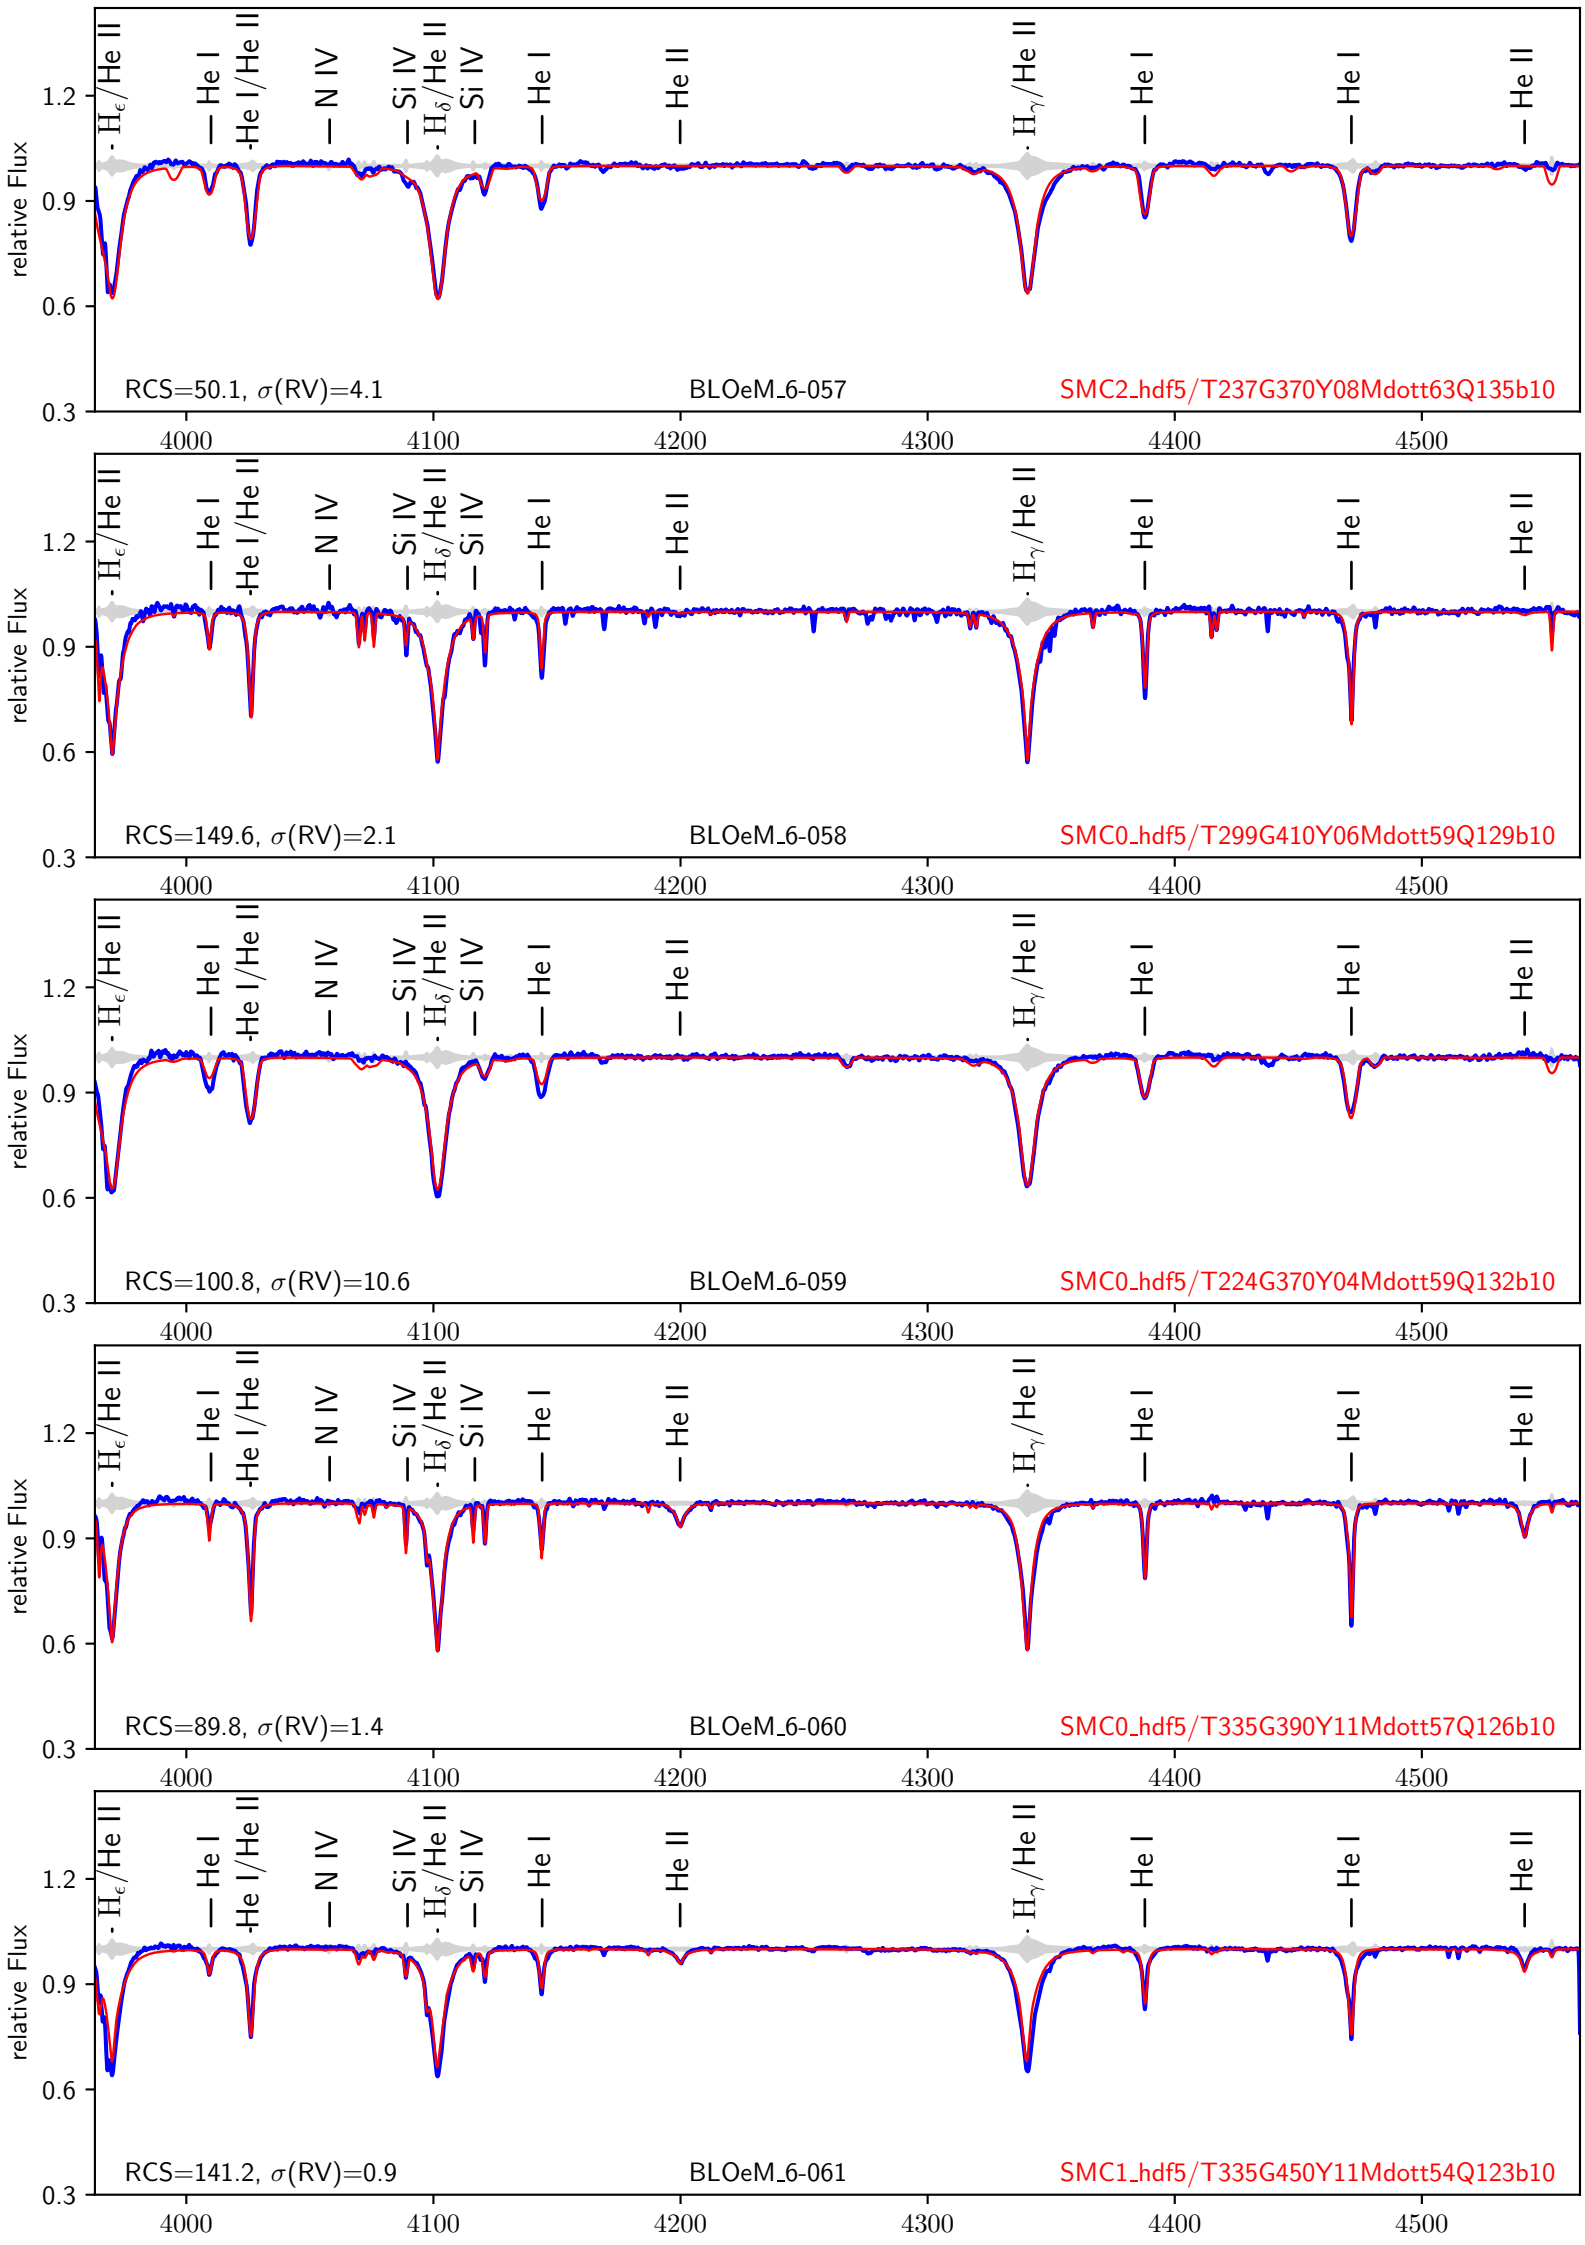 H_ϵ/He II
He I
He I/He II
N IV
Si IV
H_δ/He II
Si IV
He I
He II
H_γ/He II
He I
He I
He II
relative Flux
1.2
0.9
0.6
0.3
RCS=50.1, σ(RV)=4.1
BLOeM_6-057
SMC2_hdf5/T237G370Y08Mdott63Q135b10
4000
4100
4200
4300
4400
4500
H_ϵ/He II
He I
He I/He II
N IV
Si IV
H_δ/He II
Si IV
He I
He II
H_γ/He II
He I
He I
He II
relative Flux
1.2
0.9
0.6
0.3
RCS=149.6, σ(RV)=2.1
BLOeM_6-058
SMC0_hdf5/T299G410Y06Mdott59Q129b10
4000
4100
4200
4300
4400
4500
H_ϵ/He II
He I
He I/He II
N IV
Si IV
H_δ/He II
Si IV
He I
He II
H_γ/He II
He I
He I
He II
relative Flux
1.2
0.9
0.6
0.3
RCS=100.8, σ(RV)=10.6
BLOeM_6-059
SMC0_hdf5/T224G370Y04Mdott59Q132b10
4000
4100
4200
4300
4400
4500
H_ϵ/He II
He I
He I/He II
N IV
Si IV
H_δ/He II
Si IV
He I
He II
H_γ/He II
He I
He I
He II
relative Flux
1.2
0.9
0.6
0.3
RCS=89.8, σ(RV)=1.4
BLOeM_6-060
SMC0_hdf5/T335G390Y11Mdott57Q126b10
4000
4100
4200
4300
4400
4500
H_ϵ/He II
He I
He I/He II
N IV
Si IV
H_δ/He II
Si IV
He I
He II
H_γ/He II
He I
He I
He II
relative Flux
1.2
0.9
0.6
0.3
RCS=141.2, σ(RV)=0.9
BLOeM_6-061
SMC1_hdf5/T335G450Y11Mdott54Q123b10
4000
4100
4200
4300
4400
4500